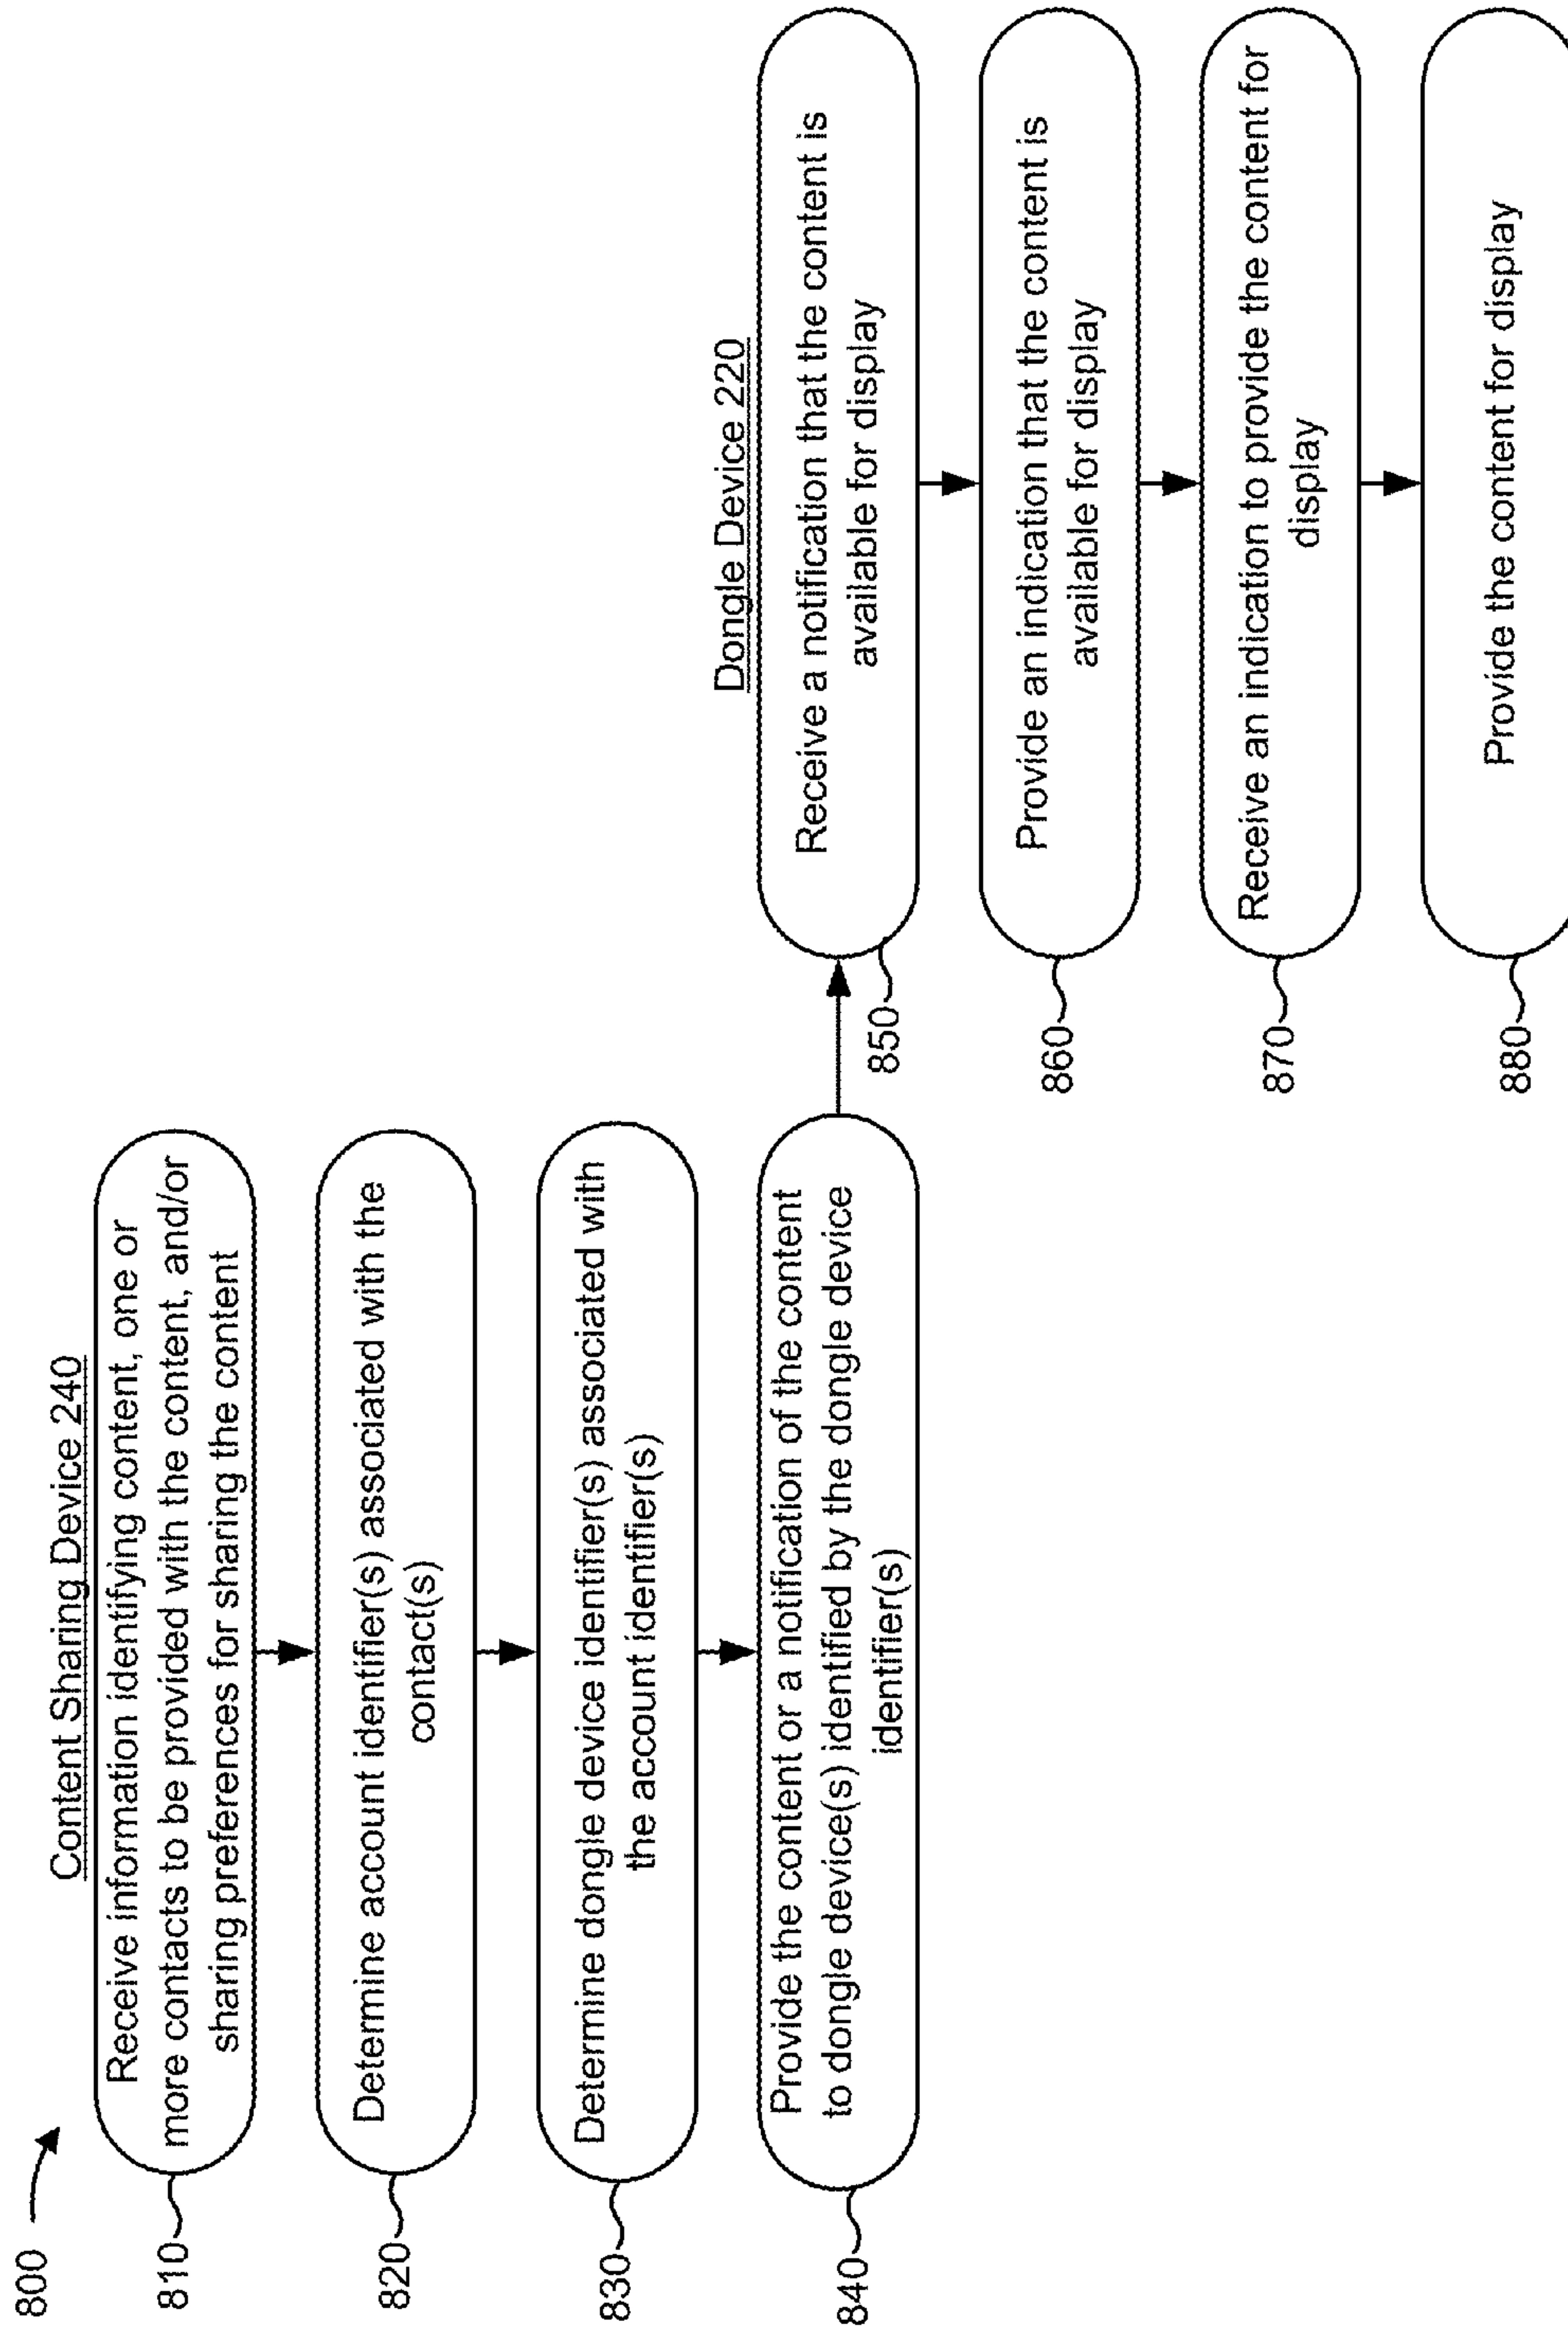 800
Content Sharing Device 240
810
Receive information identifying content, one or
more contacts to be provided with the content, and/or
sharing preferences for sharing the content
820
Determine account identifier(s) associated with the
contact(s)
830
Determine dongle device identifier(s) associated with
the account identifier(s)
840
Provide the content or a notification of the content
to dongle device(s) identified by the dongle device
identifier(s)
Dongle Device 220
850
Receive a notification that the content is
available for display
860
Provide an indication that the content is
available for display
870
Receive an indication to provide the content for
display
880
Provide the content for display